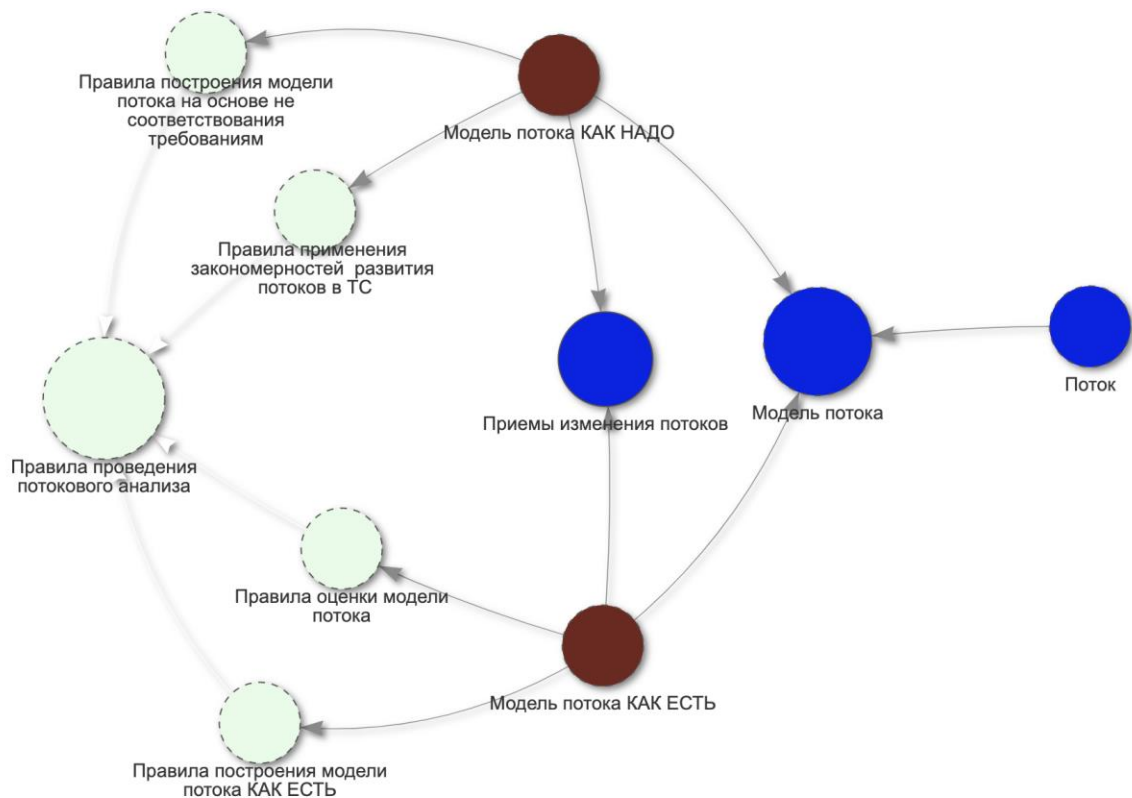 Правила построения модели
потока на основе не
соответствования
требованиям
Модель потока КАК НАДО
Правила применения
закономерностей развития
потоков в ТС
Поток
Модель потока
Приемы изменения потоков
Правила проведения
потокового анализа
Правила оценки модели
потока
Модель потока КАК ЕСТЬ
Правила построения модели
потока КАК ЕСТЬ